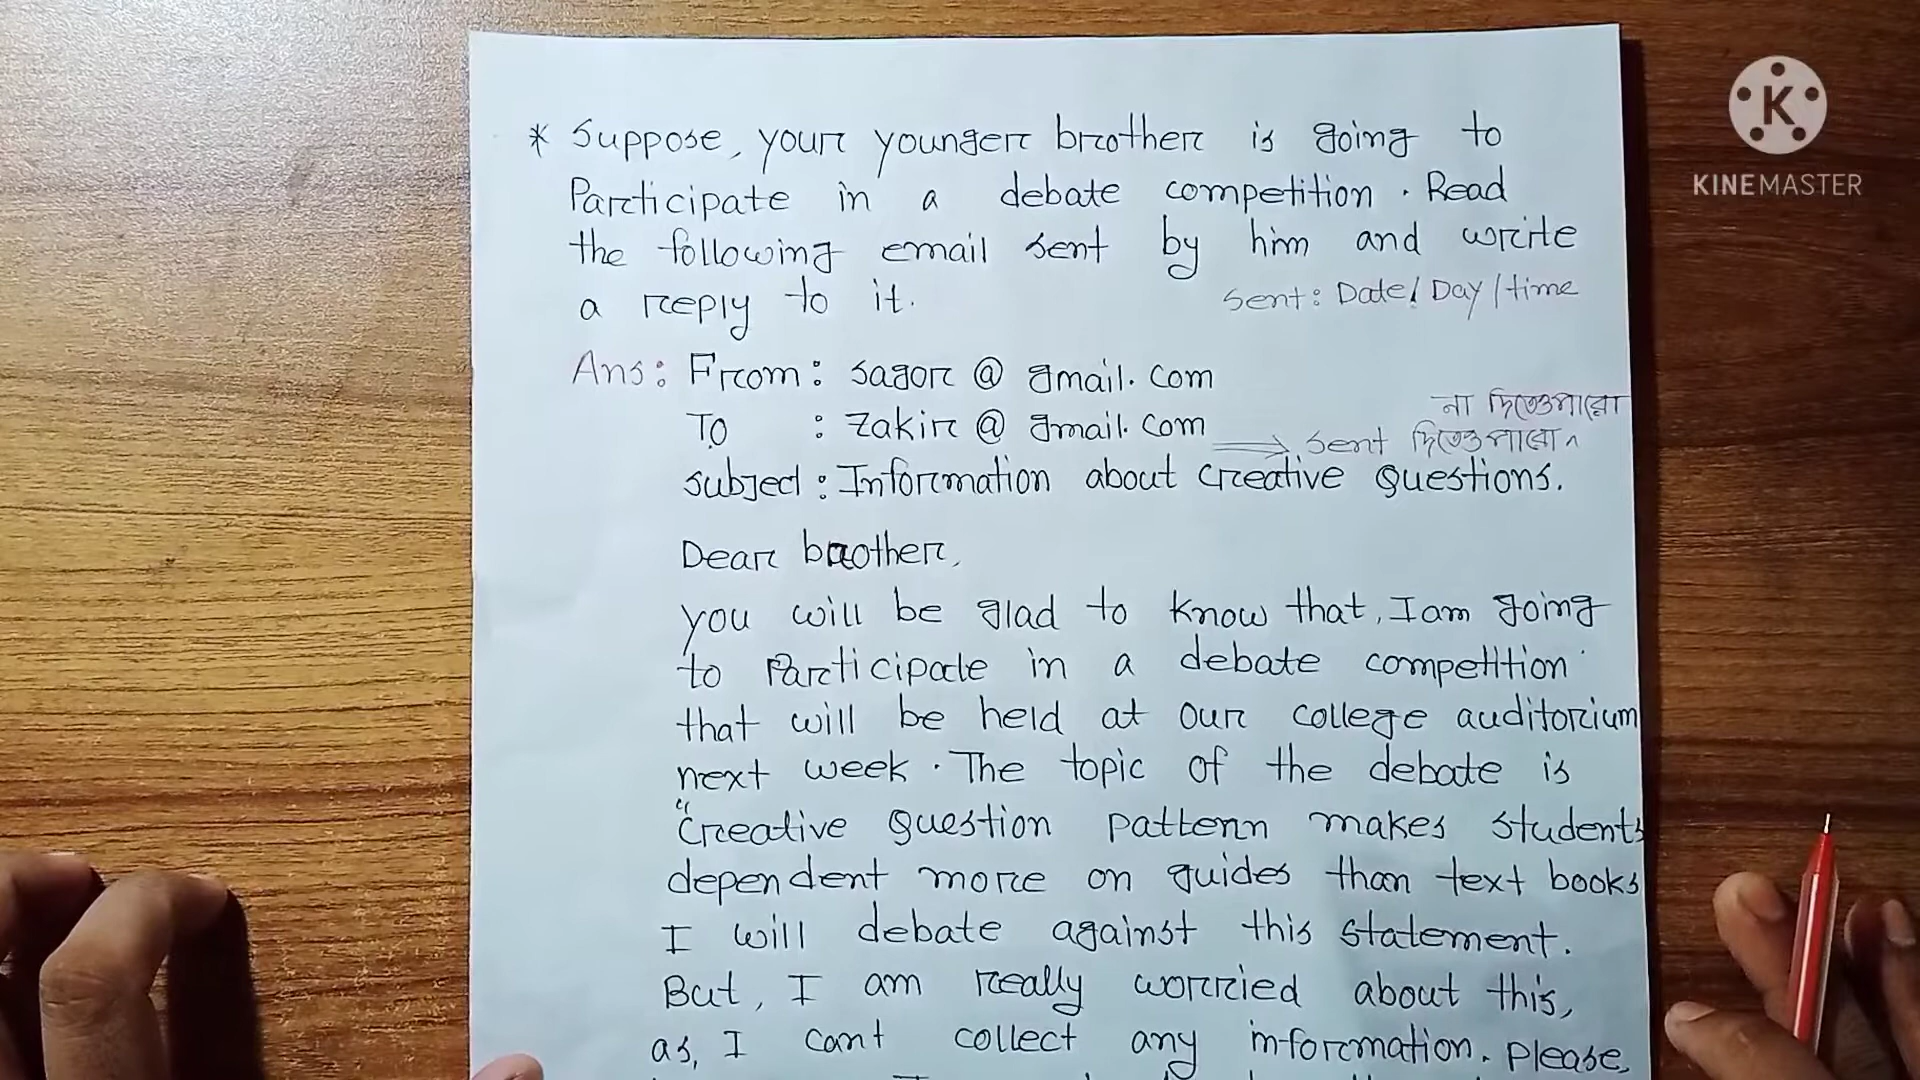 * Suppose, your younger brother is going to
Participate in a debate competition. Read
the following email sent by him and write
a reply to it.
Sent: Date/Day/time
Ans: From: sagor@gmail.com
না দিতেওপারো
To : Zakir@gmail.com
sent দিতেওপারো
Subject: Information about Creative Questions.
Dear brother,
you will be glad to know that, I am going
to Participate in a debate competition
that will be held at our college auditorium
next week. The topic of the debate is
"Creative Question pattern makes students
dependent more on guides than text books
I will debate against this statement.
But, I am really worried about this,
as, I cant collect any information. Please,
KINEMASTER